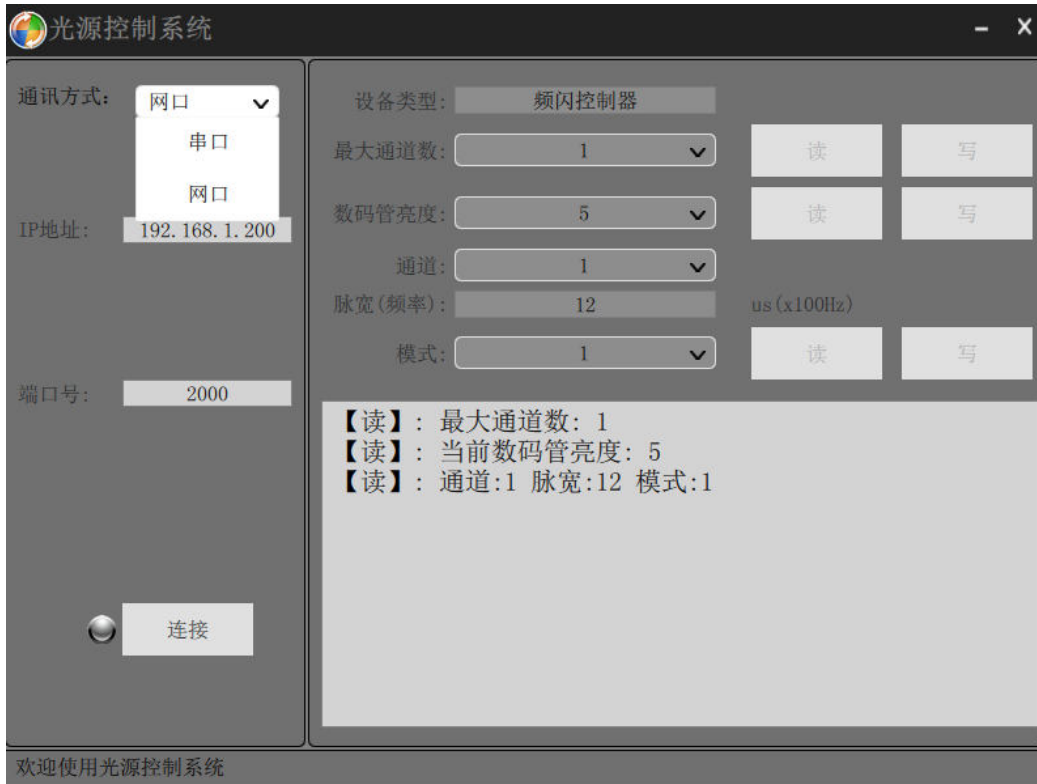 光源控制系统
通讯方式: 网口
串口
网口
IP地址: 192.168.1.200
端口号: 2000
连接
设备类型: 频闪控制器
最大通道数: 1 读 写
数码管亮度: 5 读 写
通道: 1
脉宽(频率): 12 us(x100Hz)
模式: 1 读 写
【读】: 最大通道数: 1
【读】: 当前数码管亮度: 5
【读】: 通道:1 脉宽:12 模式:1
欢迎使用光源控制系统